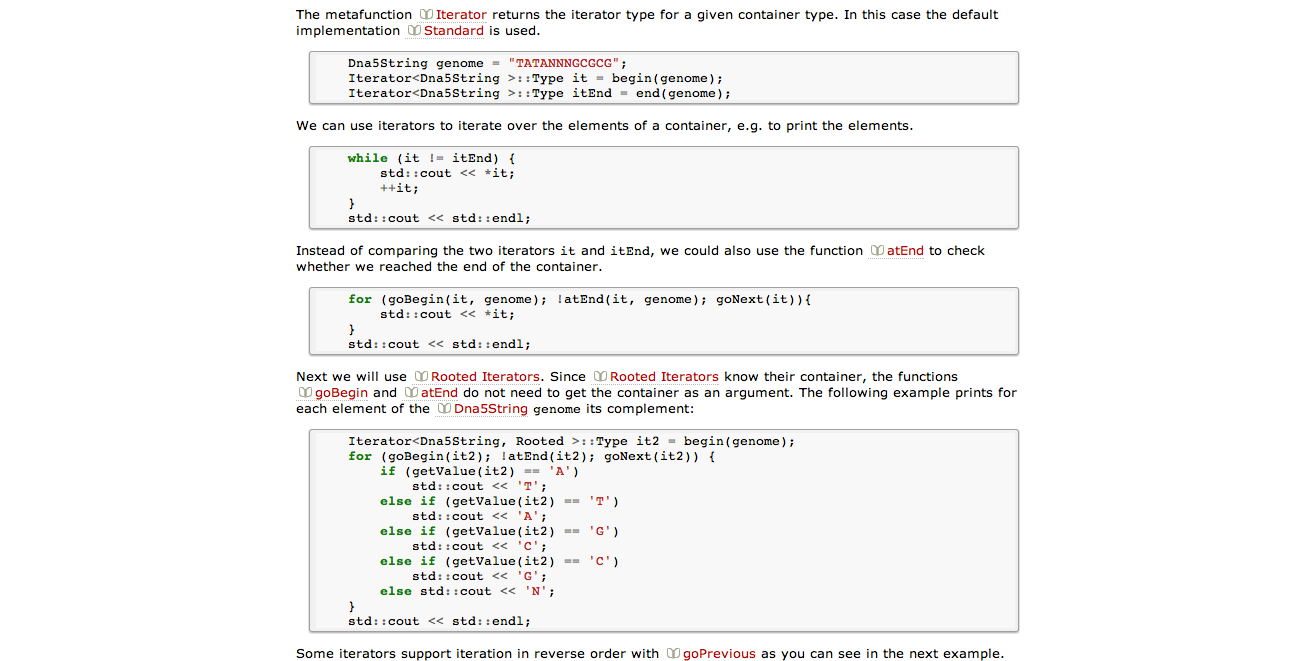 The metafunction Iterator returns the iterator type for a given container type. In this case the default
implementation Standard is used.
Dna5String genome = "TATANNNGCGCG";
Iterator<Dna5String >::Type it = begin(genome);
Iterator<Dna5String >::Type itEnd = end(genome);
We can use iterators to iterate over the elements of a container, e.g. to print the elements.
while (it != itEnd) {
std::cout << *it;
++it;
}
std::cout << std::endl;
Instead of comparing the two iterators it and itEnd, we could also use the function atEnd to check
whether we reached the end of the container.
for (goBegin(it, genome); !atEnd(it, genome); goNext(it)){
std::cout << *it;
}
std::cout << std::endl;
Next we will use Rooted Iterators. Since Rooted Iterators know their container, the functions
goBegin and atEnd do not need to get the container as an argument. The following example prints for
each element of the Dna5String genome its complement:
Iterator<Dna5String, Rooted >::Type it2 = begin(genome);
for (goBegin(it2); !atEnd(it2); goNext(it2)) {
if (getValue(it2) == 'A')
std::cout << 'T';
else if (getValue(it2) == 'T')
std::cout << 'A';
else if (getValue(it2) == 'G')
std::cout << 'C';
else if (getValue(it2) == 'C')
std::cout << 'G';
else std::cout << 'N';
}
std::cout << std::endl;
Some iterators support iteration in reverse order with goPrevious as you can see in the next example.